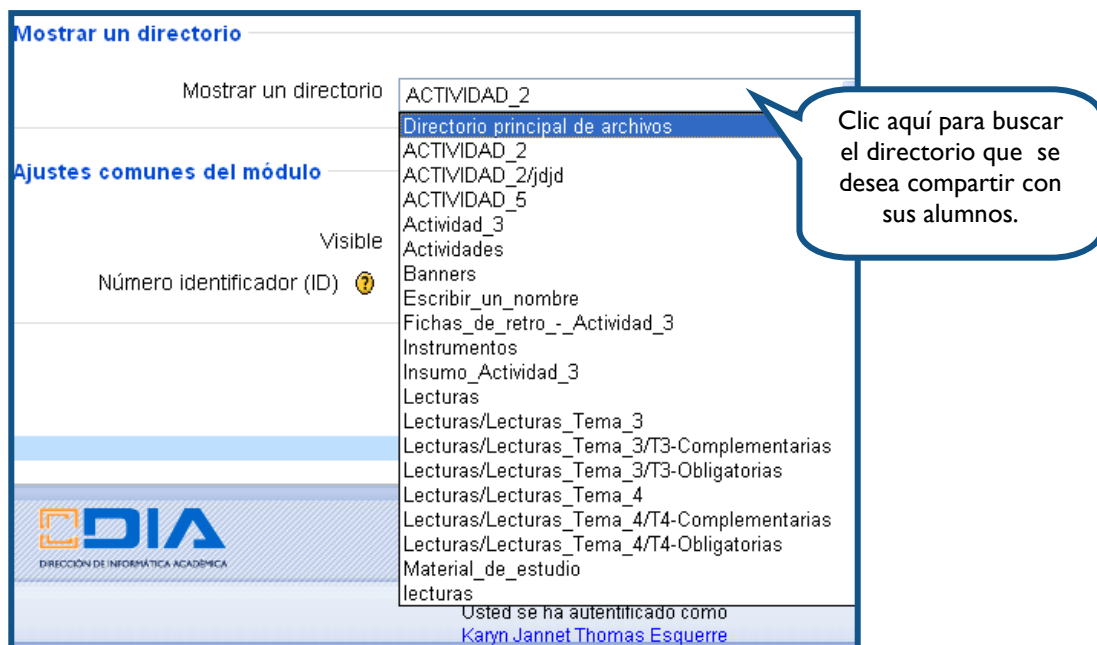 Mostrar un directorio
Mostrar un directorio
ACTIVIDAD_2
Directorio principal de archivos
ACTIVIDAD_2
ACTIVIDAD_2/jdjd
ACTIVIDAD_5
Actividad_3
Actividades
Banners
Escribir_un_nombre
Fichas_de_retro_-_Actividad_3
Instrumentos
Insumo_Actividad_3
Lecturas
Lecturas/Lecturas_Tema_3
Lecturas/Lecturas_Tema_3/T3-Complementarias
Lecturas/Lecturas_Tema_3/T3-Obligatorias
Lecturas/Lecturas_Tema_4
Lecturas/Lecturas_Tema_4/T4-Complementarias
Lecturas/Lecturas_Tema_4/T4-Obligatorias
Material_de_estudio
lecturas
Clic aquí para buscar
el directorio que se
desea compartir con
sus alumnos.
Ajustes comunes del módulo
Visible
Número identificador (ID) ?
DIA
DIRECCIÓN DE INFORMÁTICA ACADÉMICA
Usted se ha autentificado como
Karyn Jannet Thomas Esquerre